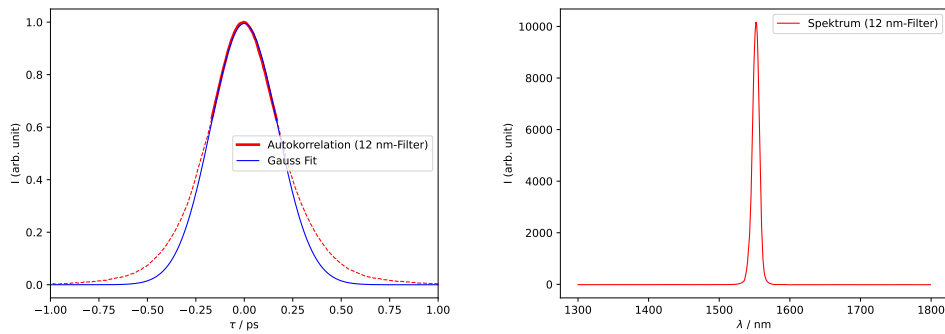 1.0
0.8
0.6
0.4
0.2
0.0
I (arb. unit)
Autokorrelation (12 nm-Filter)
Gauss Fit
−1.00 −0.75 −0.50 −0.25 0.00 0.25 0.50 0.75 1.00
τ / ps
10000
8000
6000
4000
2000
0
I (arb. unit)
Spektrum (12 nm-Filter)
1300 1400 1500 1600 1700 1800
λ / nm